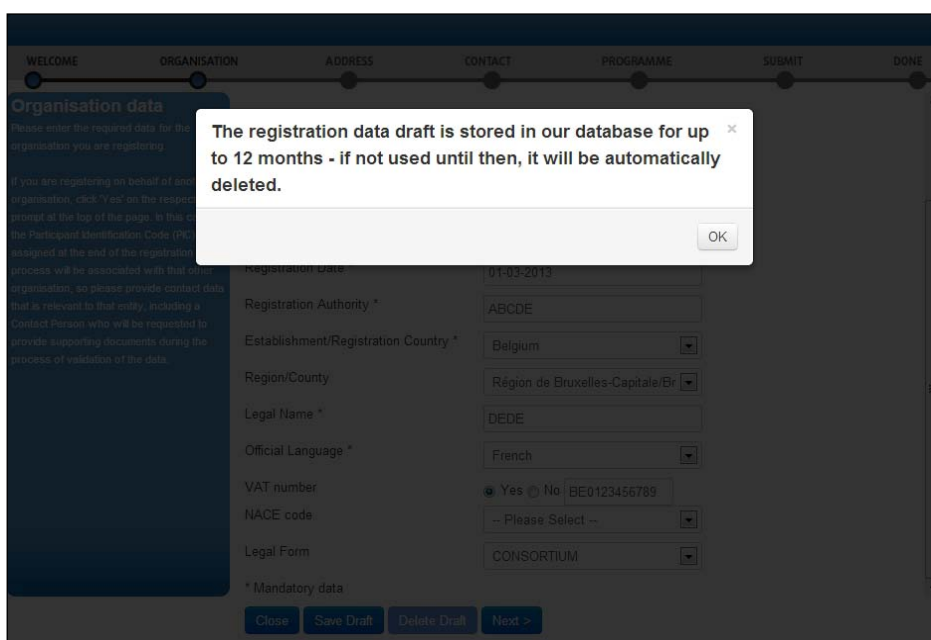 WELCOME ORGANISATION ADDRESS CONTACT PROGRAMME SUBMIT DONE
Organisation data
Please enter the required data for the
organisation you are registering.
If you are registering on behalf of
organisation, click 'Yes' on the
prompt at the top of the page. In this
the Participant Identification Code (PIC)
assigned at the end of the registration
process will be associated with that other
organisation, so please provide contact data
that is relevant to that entity, including a
Contact Person who will be requested to
provide supporting documents during the
process of validation of the data.
The registration data draft is stored in our database for up ×
to 12 months - if not used until then, it will be automatically
deleted.
OK
Registration Date * 01-03-2013
Registration Authority * ABCDE
Establishment/Registration Country * Belgium
Region/County Région de Bruxelles-Capitale/Br
Legal Name * DEDE
Official Language * French
VAT number Yes No BE0123456789
NACE code -- Please Select --
Legal Form CONSORTIUM
* Mandatory data
Close Save Draft Delete Draft Next >